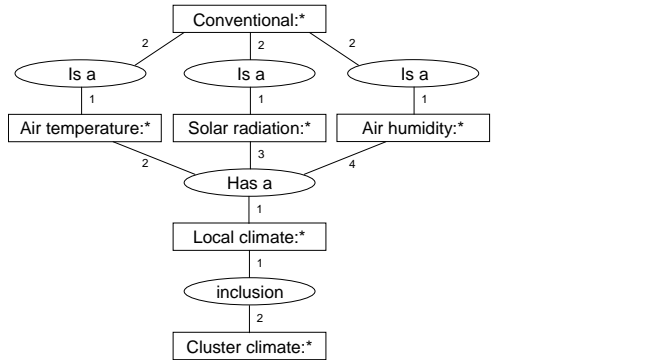 Conventional:*
2 2 2
Is a Is a Is a
1 1 1
Air temperature:* Solar radiation:* Air humidity:*
2 3 4
Has a
1
Local climate:*
1
inclusion
2
Cluster climate:*